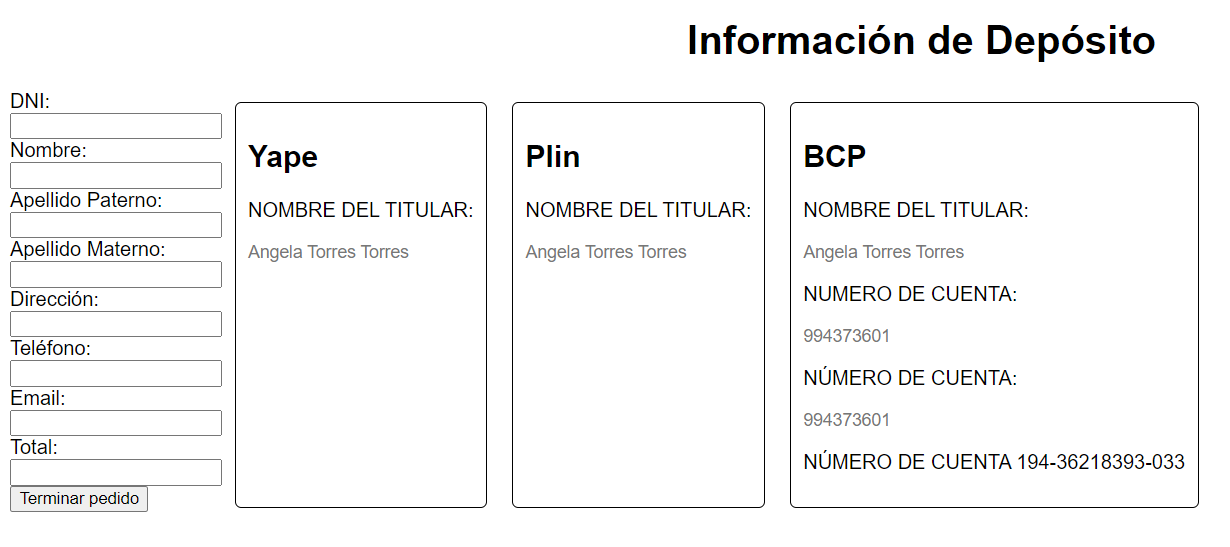 Información de Depósito
DNI:
Nombre:
Apellido Paterno:
Apellido Materno:
Dirección:
Teléfono:
Email:
Total:
Terminar pedido
Yape
NOMBRE DEL TITULAR:
Angela Torres Torres
Plin
NOMBRE DEL TITULAR:
Angela Torres Torres
BCP
NOMBRE DEL TITULAR:
Angela Torres Torres
NUMERO DE CUENTA:
994373601
NÚMERO DE CUENTA:
994373601
NÚMERO DE CUENTA 194-36218393-033